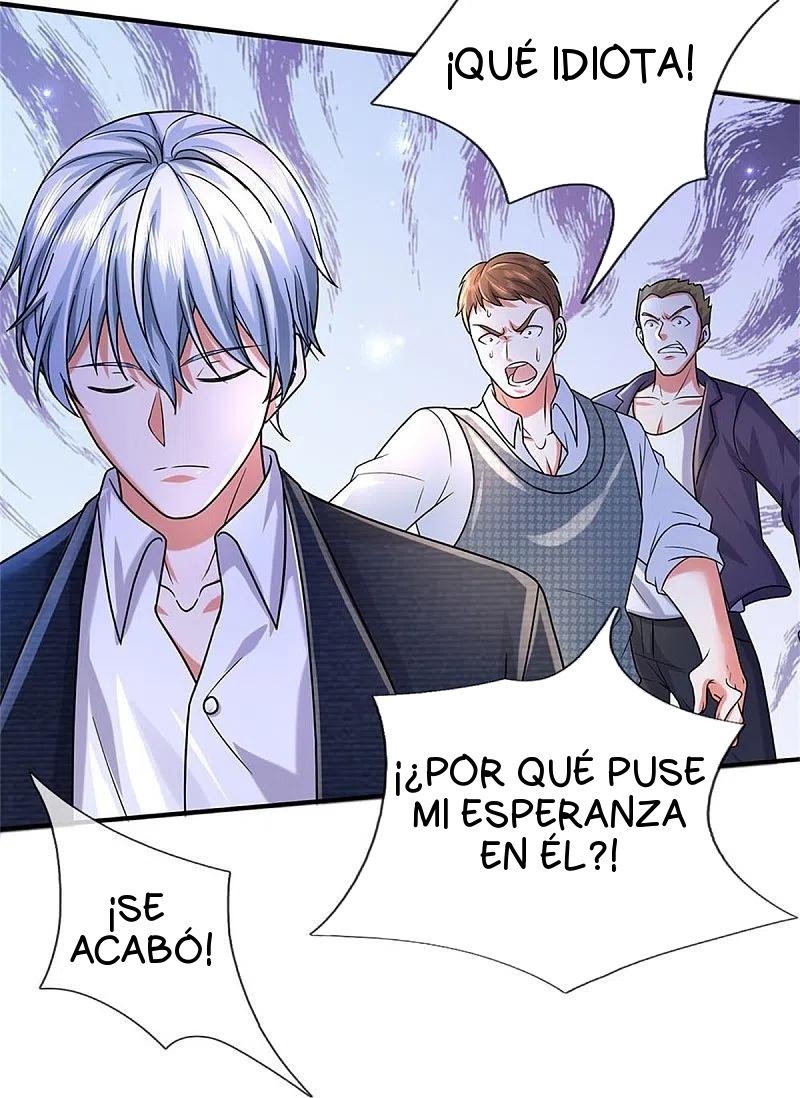 ¡QUÉ IDIOTA!
¡¿POR QUÉ PUSE
MI ESPERANZA
EN ÉL?!
¡SE
ACABÓ!